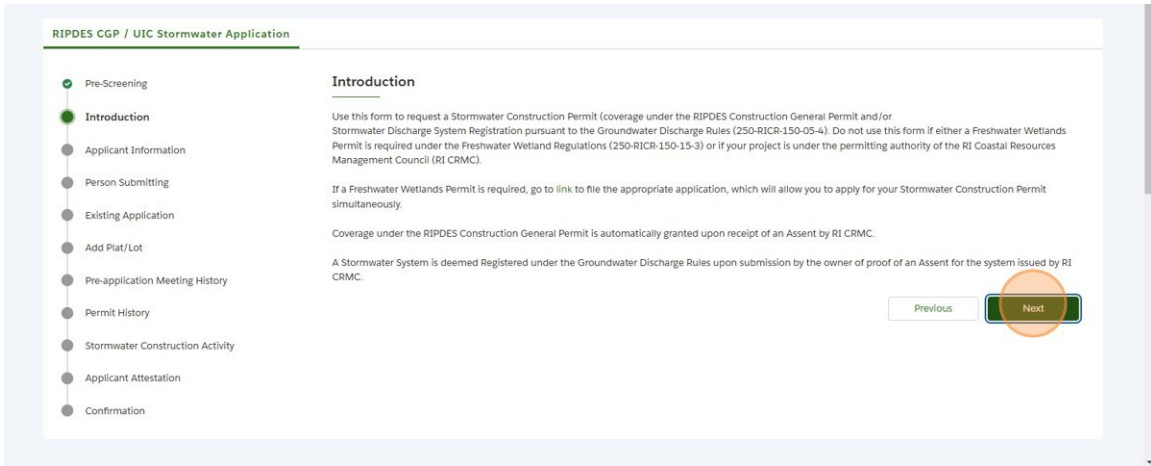 RIPDES CGP / UIC Stormwater Application
Pre-Screening
Introduction
Applicant Information
Person Submitting
Existing Application
Add Plat/Lot
Pre-application Meeting History
Permit History
Stormwater Construction Activity
Applicant Attestation
Confirmation
Introduction
Use this form to request a Stormwater Construction Permit (coverage under the RIPDES Construction General Permit and/or
Stormwater Discharge System Registration pursuant to the Groundwater Discharge Rules (250-RICR-150-05-4). Do not use this form if either a Freshwater Wetlands
Permit is required under the Freshwater Wetland Regulations (250-RICR-150-15-3) or if your project is under the permitting authority of the RI Coastal Resources
Management Council (RI CRMC).
If a Freshwater Wetlands Permit is required, go to link to file the appropriate application, which will allow you to apply for your Stormwater Construction Permit
simultaneously.
Coverage under the RIPDES Construction General Permit is automatically granted upon receipt of an Assent by RI CRMC.
A Stormwater System is deemed Registered under the Groundwater Discharge Rules upon submission by the owner of proof of an Assent for the system issued by RI
CRMC.
Previous
Next